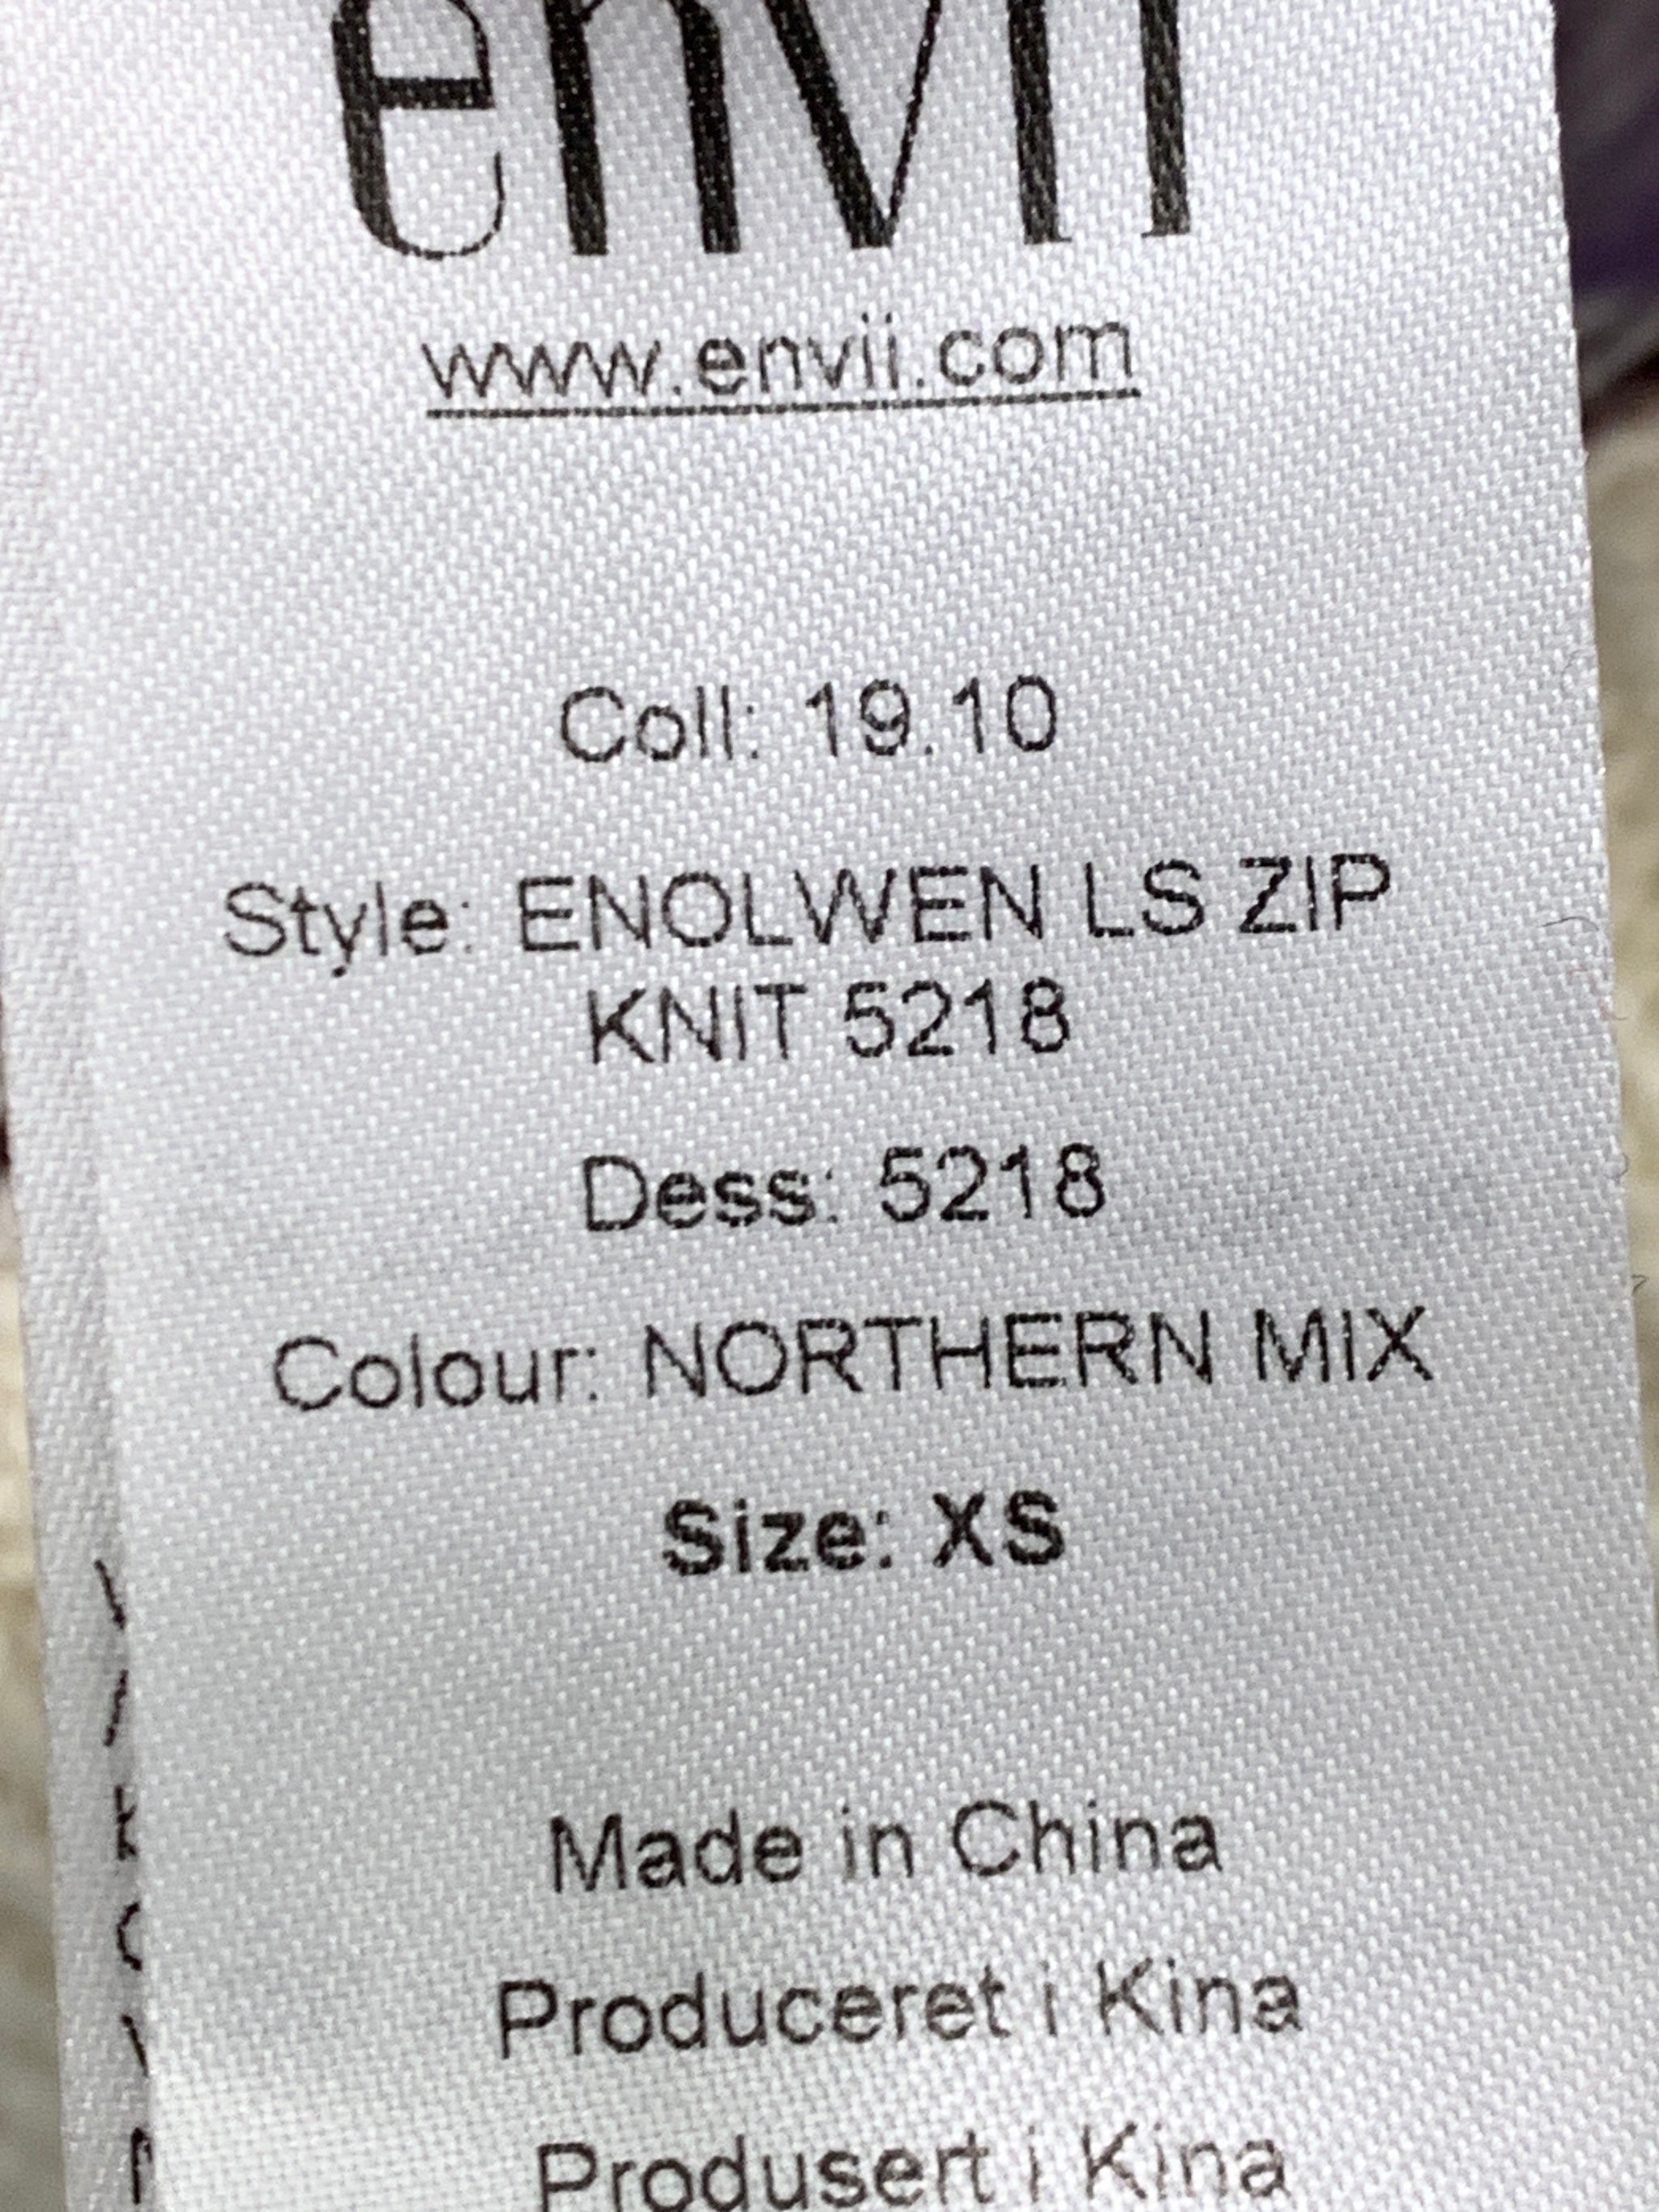 envii
www.envii.com
Coll: 19.10
Style: ENOLWEN LS ZIP
KNIT 5218
Dess: 5218
Colour: NORTHERN MIX
Size: XS
Made in China
Produceret i Kina
Produsert i Kina